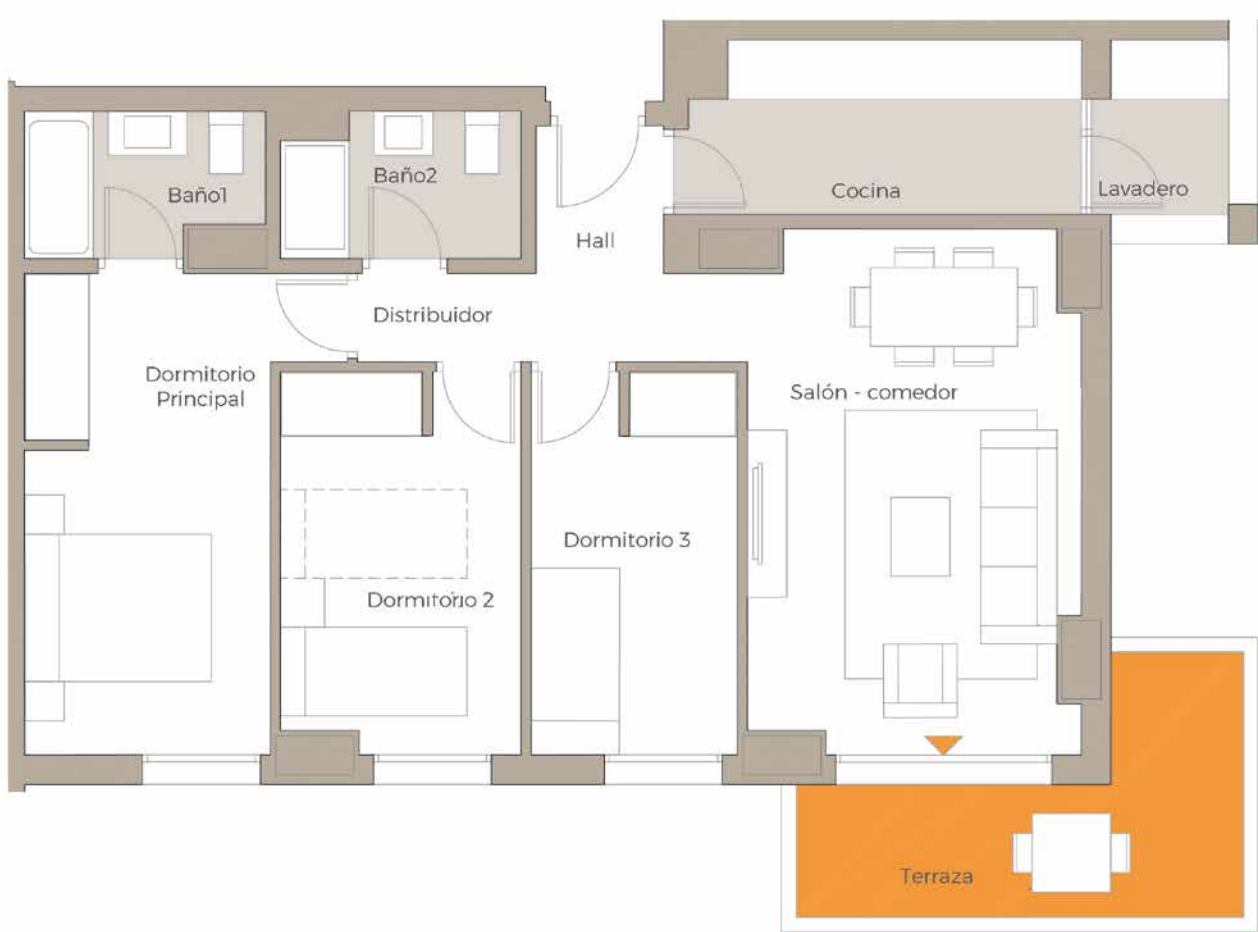 Baño1
Baño2
Cocina
Lavadero
Hall
Distribuidor
Dormitorio
Principal
Salón - comedor
Dormitorio 3
Dormitorio 2
Terraza